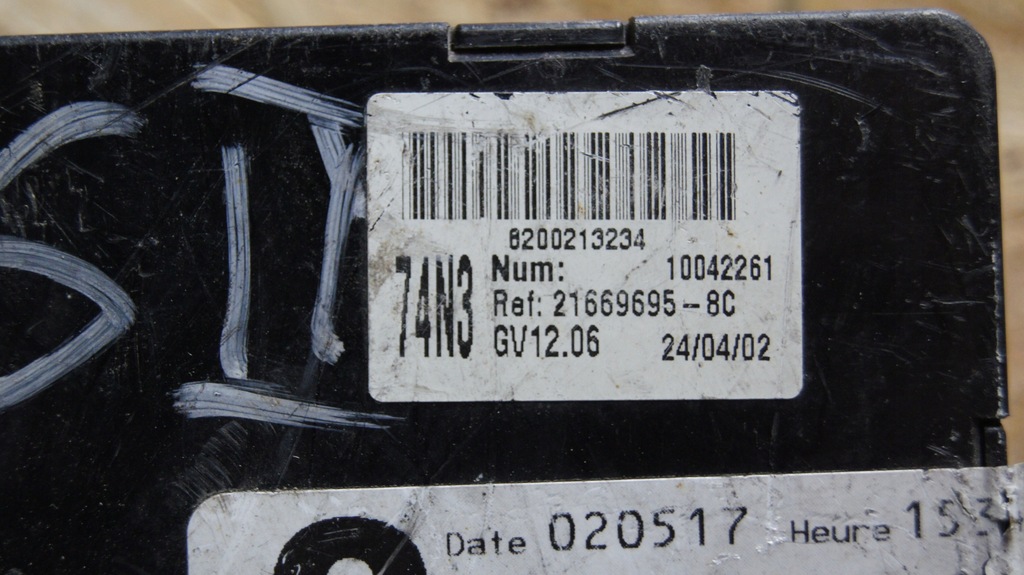 8200213234
74N3
Num: 10042261
Ref: 21669695-8C
GV12.06 24/04/02
Date 020517 Heure